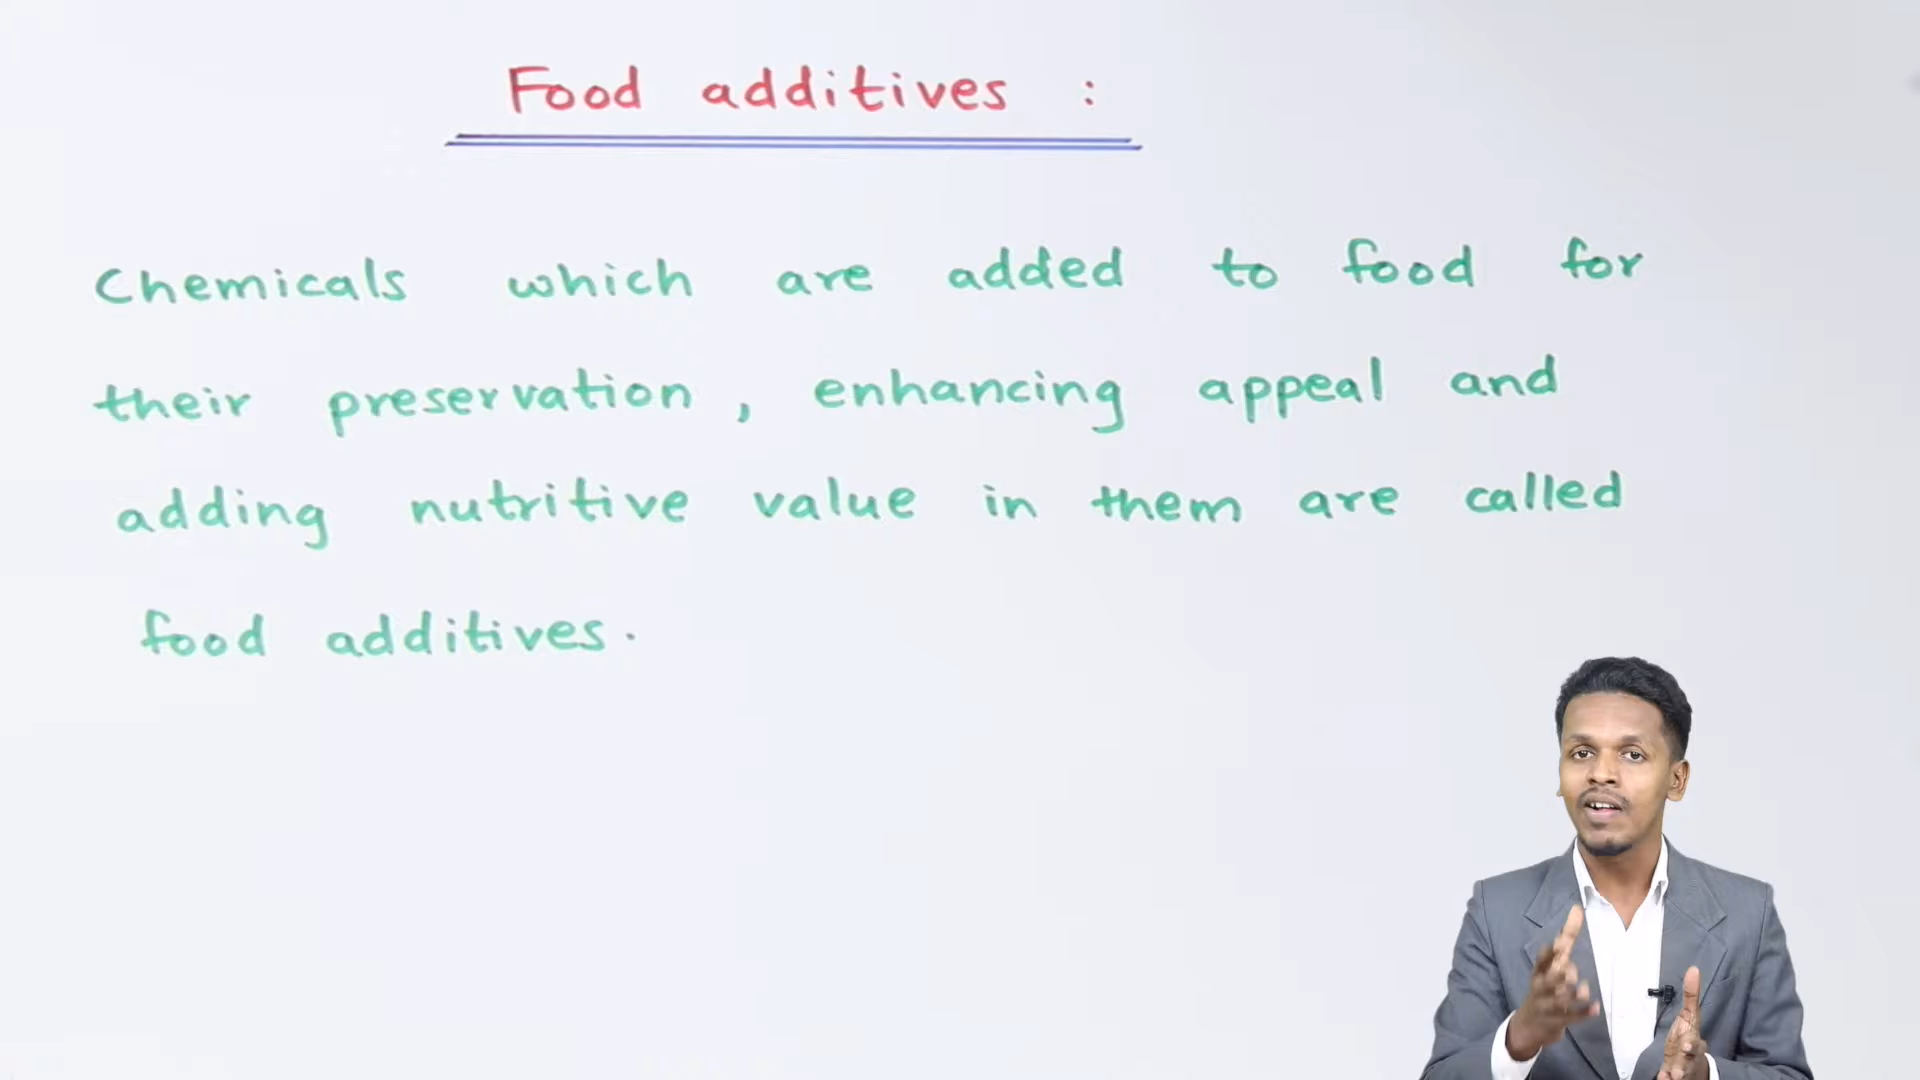 Food additives :
Chemicals which are added to food for
their preservation, enhancing appeal and
adding nutritive value in them are called
food additives.